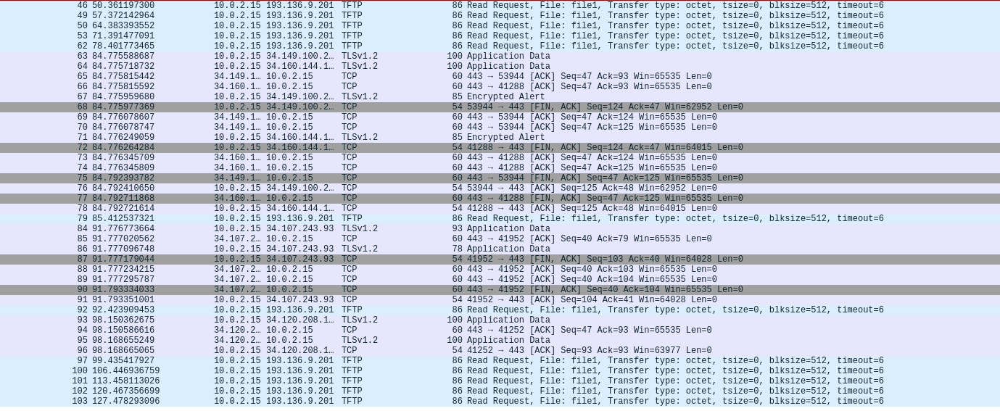 46 50.361197300 10.0.2.15 193.136.9.201 TFTP 86 Read Request, File: file1, Transfer type: octet, tsize=0, blksize=512, timeout=6
49 57.372142964 10.0.2.15 193.136.9.201 TFTP 86 Read Request, File: file1, Transfer type: octet, tsize=0, blksize=512, timeout=6
50 64.383393552 10.0.2.15 193.136.9.201 TFTP 86 Read Request, File: file1, Transfer type: octet, tsize=0, blksize=512, timeout=6
53 71.391477091 10.0.2.15 193.136.9.201 TFTP 86 Read Request, File: file1, Transfer type: octet, tsize=0, blksize=512, timeout=6
62 78.401773465 10.0.2.15 193.136.9.201 TFTP 86 Read Request, File: file1, Transfer type: octet, tsize=0, blksize=512, timeout=6
63 84.775588687 10.0.2.15 34.149.100.2… TLSv1.2 100 Application Data
64 84.775718732 10.0.2.15 34.160.144.1… TLSv1.2 100 Application Data
65 84.775815442 34.149.1… 10.0.2.15 TCP 60 443 → 53944 [ACK] Seq=47 Ack=93 Win=65535 Len=0
66 84.775815592 34.160.1… 10.0.2.15 TCP 60 443 → 41288 [ACK] Seq=47 Ack=93 Win=65535 Len=0
67 84.775959680 10.0.2.15 34.149.100.2… TLSv1.2 85 Encrypted Alert
68 84.775977369 10.0.2.15 34.149.100.2… TCP 54 53944 → 443 [FIN, ACK] Seq=124 Ack=47 Win=62952 Len=0
69 84.776078607 34.149.1… 10.0.2.15 TCP 60 443 → 53944 [ACK] Seq=47 Ack=124 Win=65535 Len=0
70 84.776078747 34.149.1… 10.0.2.15 TCP 60 443 → 53944 [ACK] Seq=47 Ack=125 Win=65535 Len=0
71 84.776249059 10.0.2.15 34.160.144.1… TLSv1.2 85 Encrypted Alert
72 84.776264284 10.0.2.15 34.160.144.1… TCP 54 41288 → 443 [FIN, ACK] Seq=124 Ack=47 Win=64015 Len=0
73 84.776345709 34.160.1… 10.0.2.15 TCP 60 443 → 41288 [ACK] Seq=47 Ack=124 Win=65535 Len=0
74 84.776345809 34.160.1… 10.0.2.15 TCP 60 443 → 41288 [ACK] Seq=47 Ack=125 Win=65535 Len=0
75 84.792393782 34.149.1… 10.0.2.15 TCP 60 443 → 53944 [FIN, ACK] Seq=47 Ack=125 Win=65535 Len=0
76 84.792410650 10.0.2.15 34.149.100.2… TCP 54 53944 → 443 [ACK] Seq=125 Ack=48 Win=62952 Len=0
77 84.792711868 34.160.1… 10.0.2.15 TCP 60 443 → 41288 [FIN, ACK] Seq=47 Ack=125 Win=65535 Len=0
78 84.792721614 10.0.2.15 34.160.144.1… TCP 54 41288 → 443 [ACK] Seq=125 Ack=48 Win=64015 Len=0
79 85.412537321 10.0.2.15 193.136.9.201 TFTP 86 Read Request, File: file1, Transfer type: octet, tsize=0, blksize=512, timeout=6
84 91.776773664 10.0.2.15 34.107.243.93 TLSv1.2 93 Application Data
85 91.777020562 34.107.2… 10.0.2.15 TCP 60 443 → 41952 [ACK] Seq=40 Ack=79 Win=65535 Len=0
86 91.777096748 10.0.2.15 34.107.243.93 TLSv1.2 78 Application Data
87 91.777179044 10.0.2.15 34.107.243.93 TCP 54 41952 → 443 [FIN, ACK] Seq=103 Ack=40 Win=64028 Len=0
88 91.777234215 34.107.2… 10.0.2.15 TCP 60 443 → 41952 [ACK] Seq=40 Ack=103 Win=65535 Len=0
89 91.777295787 34.107.2… 10.0.2.15 TCP 60 443 → 41952 [ACK] Seq=40 Ack=104 Win=65535 Len=0
90 91.793334033 34.107.2… 10.0.2.15 TCP 60 443 → 41952 [FIN, ACK] Seq=40 Ack=104 Win=65535 Len=0
91 91.793351001 10.0.2.15 34.107.243.93 TCP 54 41952 → 443 [ACK] Seq=104 Ack=41 Win=64028 Len=0
92 92.423909453 10.0.2.15 193.136.9.201 TFTP 86 Read Request, File: file1, Transfer type: octet, tsize=0, blksize=512, timeout=6
93 98.150362675 10.0.2.15 34.120.208.1… TLSv1.2 100 Application Data
94 98.150586616 34.120.2… 10.0.2.15 TCP 60 443 → 41252 [ACK] Seq=47 Ack=93 Win=65535 Len=0
95 98.168655249 34.120.2… 10.0.2.15 TLSv1.2 100 Application Data
96 98.168665065 10.0.2.15 34.120.208.1… TCP 54 41252 → 443 [ACK] Seq=93 Ack=93 Win=63977 Len=0
97 99.435417927 10.0.2.15 193.136.9.201 TFTP 86 Read Request, File: file1, Transfer type: octet, tsize=0, blksize=512, timeout=6
100 106.446936759 10.0.2.15 193.136.9.201 TFTP 86 Read Request, File: file1, Transfer type: octet, tsize=0, blksize=512, timeout=6
101 113.458113026 10.0.2.15 193.136.9.201 TFTP 86 Read Request, File: file1, Transfer type: octet, tsize=0, blksize=512, timeout=6
102 120.467356699 10.0.2.15 193.136.9.201 TFTP 86 Read Request, File: file1, Transfer type: octet, tsize=0, blksize=512, timeout=6
103 127.478293096 10.0.2.15 193.136.9.201 TFTP 86 Read Request, File: file1, Transfer type: octet, tsize=0, blksize=512, timeout=6